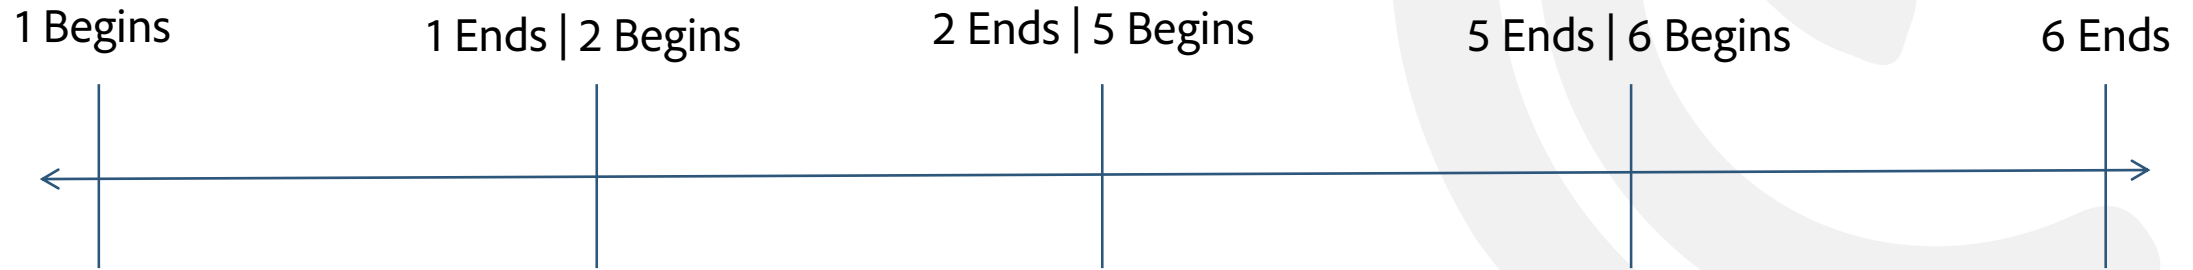 1 Begins
1 Ends | 2 Begins
2 Ends | 5 Begins
5 Ends | 6 Begins
6 Ends